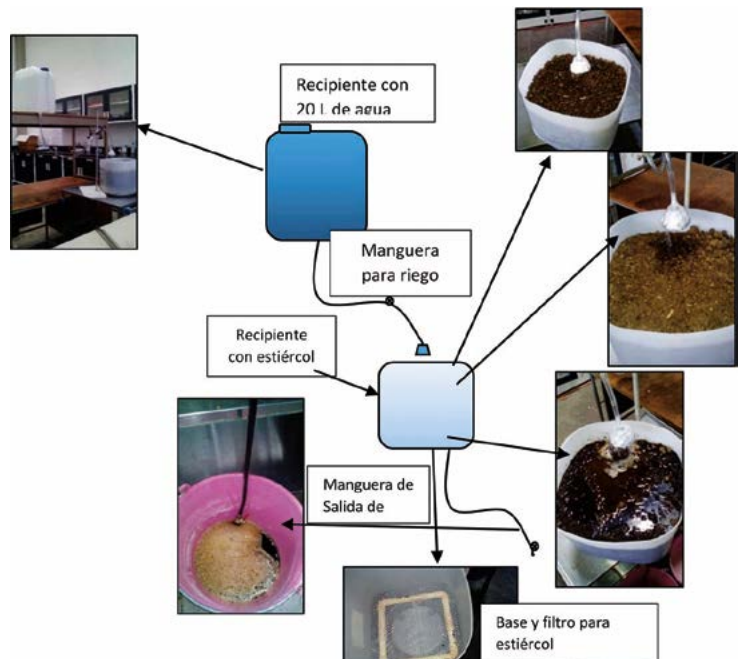 Recipiente con
20 L de agua
Manguera
para riego
Recipiente
con estiércol
Manguera de
Salida de
Base y filtro para
estiércol